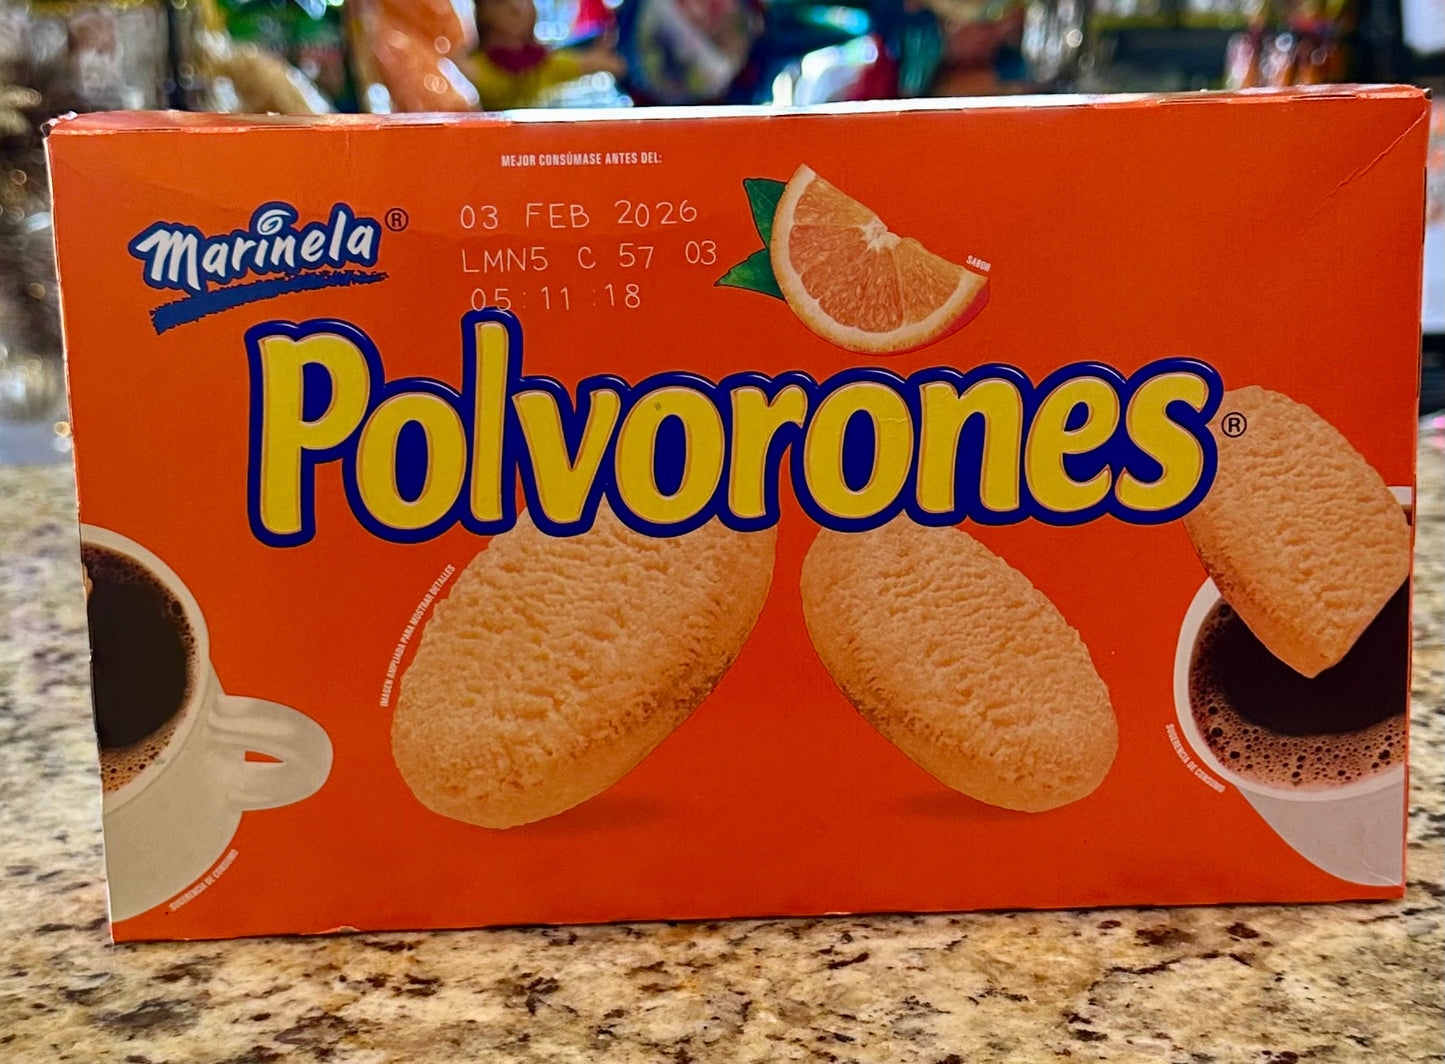 MEJOR CONSÚMASE ANTES DEL:
Marinela®
03 FEB 2026
LMN5 C 57 03
05:11:18
SABOR
Polvorones®
IMAGEN AMPLIADA PARA MOSTRAR DETALLES
SUGERENCIA DE CONSUMO
SUGERENCIA DE CONSUMO